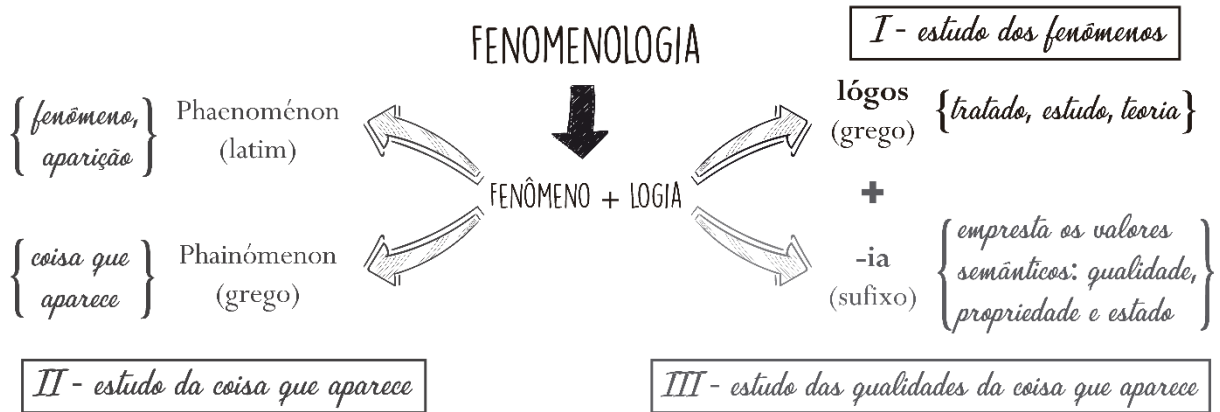 FENOMENOLOGIA
I - estudo dos fenômenos
{fenômeno,
aparição}
Phaenoménon
(latim)
lógos
(grego)
{tratado, estudo, teoria}
FENÔMENO + LOGIA
+
{coisa que
aparece}
Phainómenon
(grego)
-ia
(sufixo)
{empresta os valores
semânticos: qualidade,
propriedade e estado}
II - estudo da coisa que aparece
III - estudo das qualidades da coisa que aparece